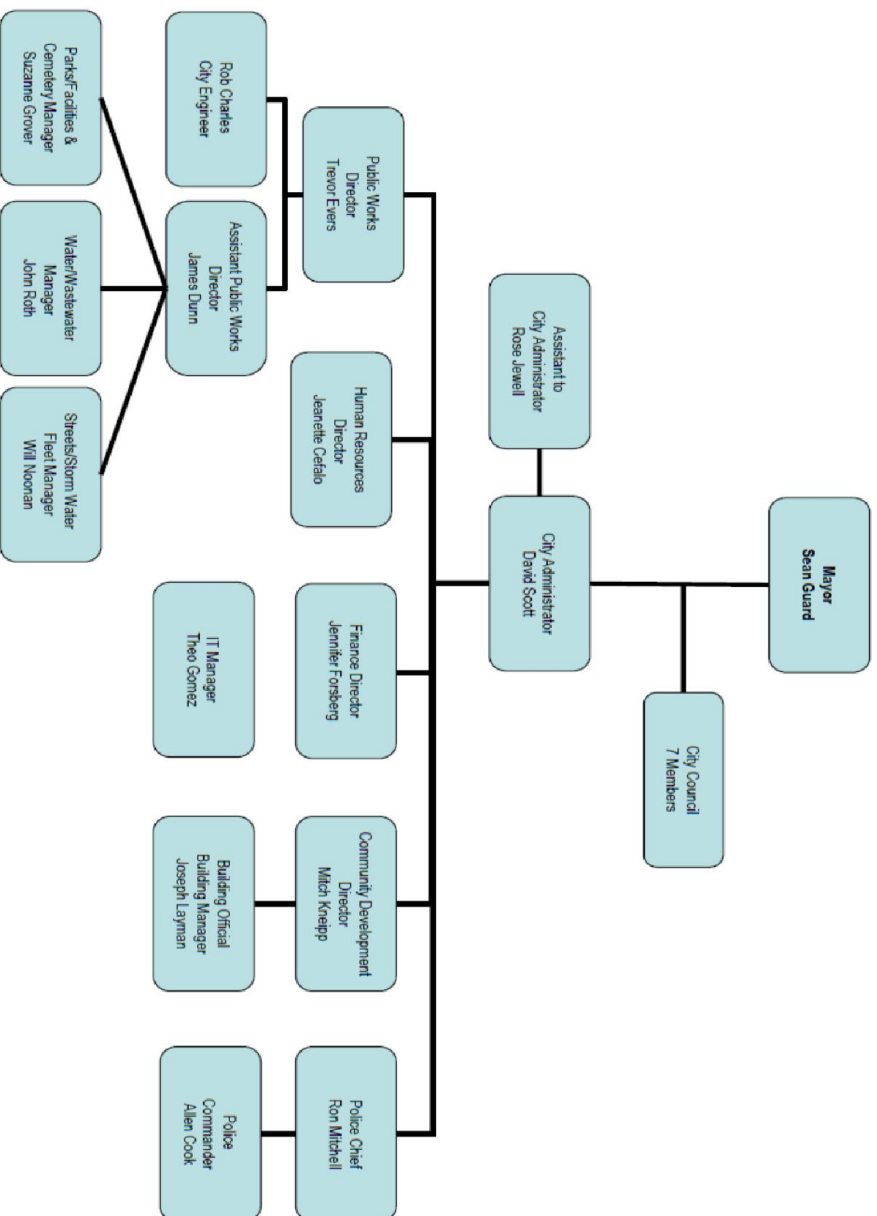 Mayor
Sean Guard
City Council
7 Members
Assistant to
City Administrator
Rose Jewell
City Administrator
David Scott
Public Works
Director
Trevor Evers
Human Resources
Director
Jeanette Cefalo
Finance Director
Jennifer Forsberg
Community Development
Director
Mitch Kneipp
Police Chief
Ron Mitchell
Rob Charles
City Engineer
Assistant Public Works
Director
James Dunn
IT Manager
Theo Gomez
Building Official
Building Manager
Joseph Layman
Police
Commander
Allen Cook
Parks/Facilities &
Cemetery Manager
Suzanne Grover
Water/Wastewater
Manager
John Roth
Streets/Storm Water
Fleet Manager
Will Noonan